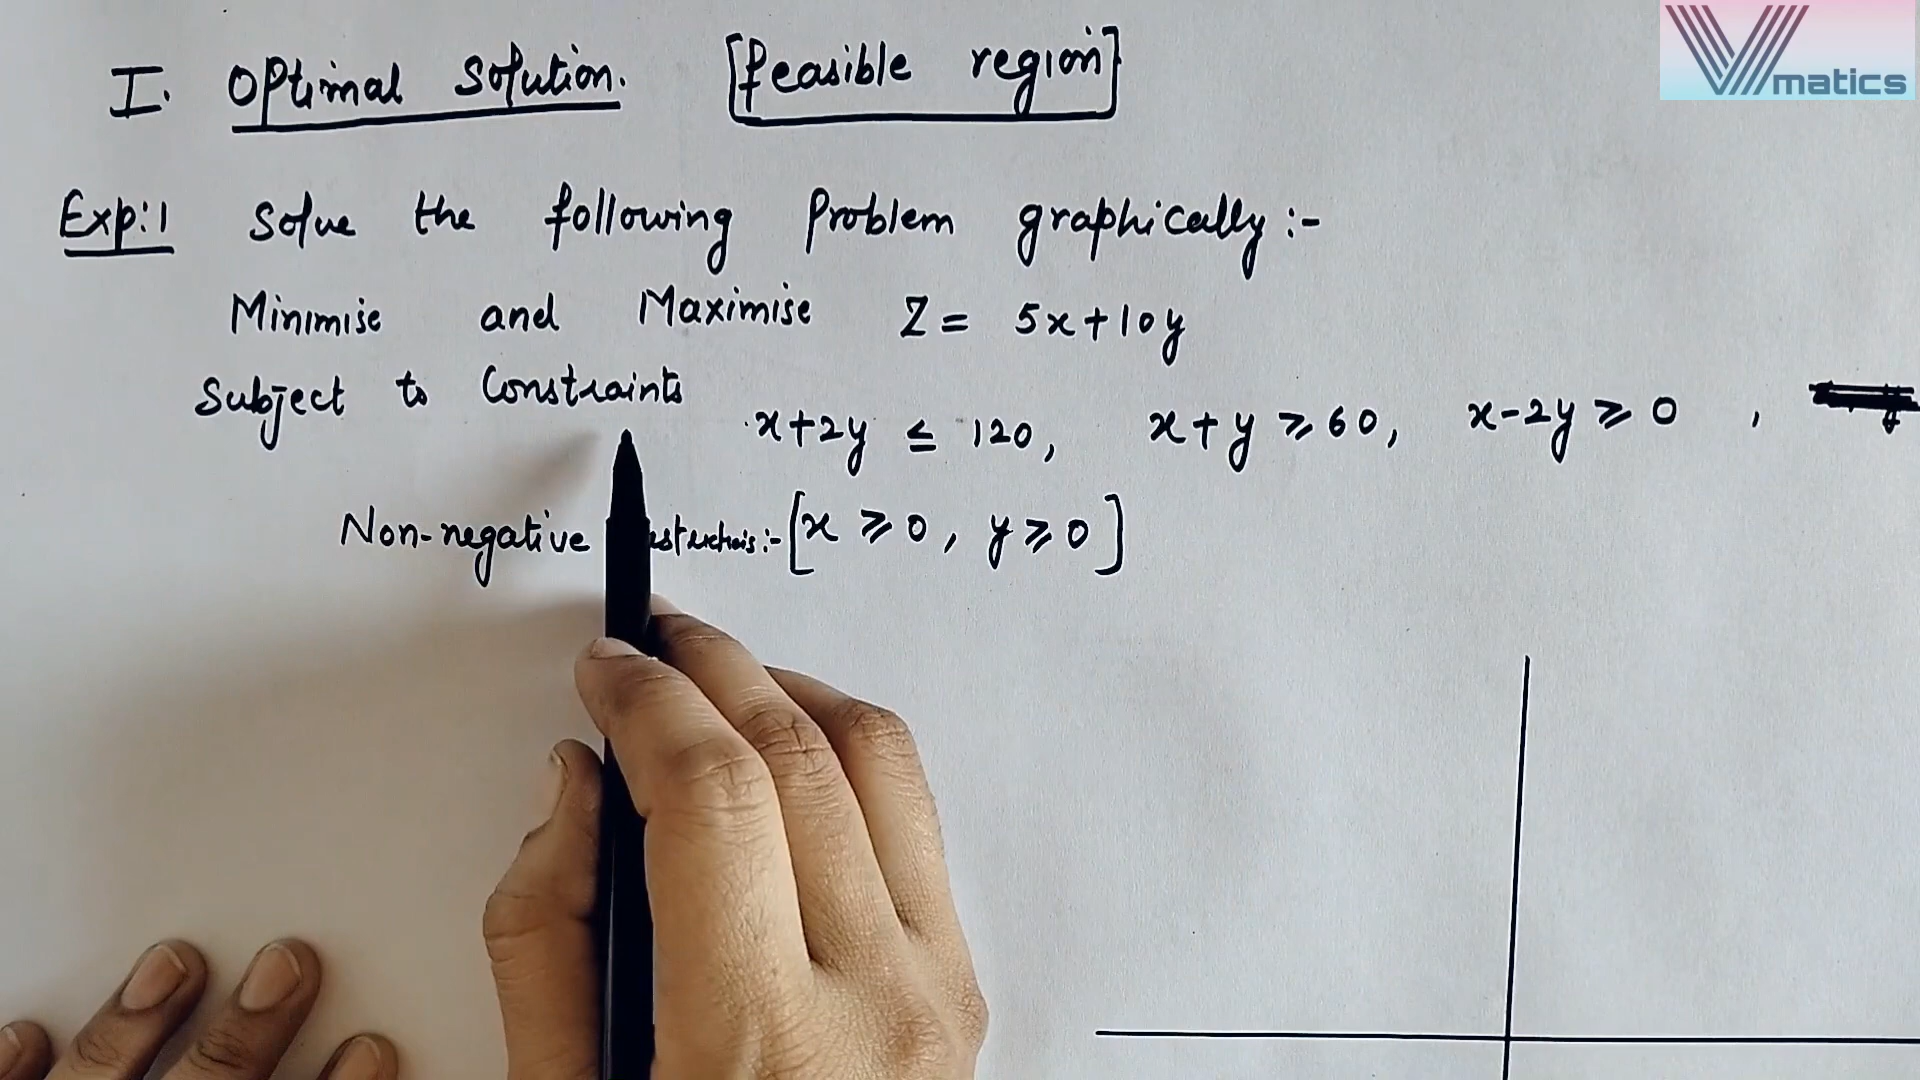 I. Optimal Solution. [feasible region]
Exp:1 Solve the following Problem graphically:-
Minimise and Maximise Z = 5x+10y
Subject to Constraints
x+2y ≤ 120, x+y ≥ 60, x-2y ≥ 0 ,
Non-negative :- [x ≥ 0, y ≥ 0]
Vmatics